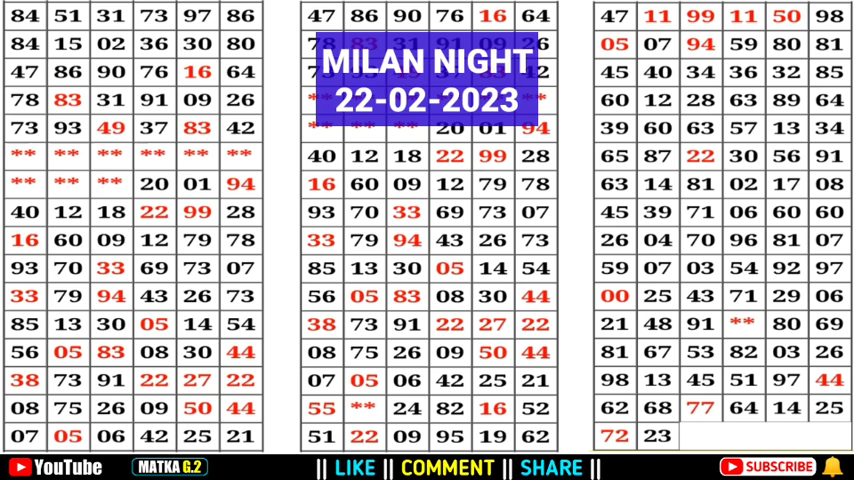 84 51 31 73 97 86
84 15 02 36 30 80
47 86 90 76 16 64
78 83 31 91 09 26
73 93 49 37 83 42
** ** ** ** ** **
** ** ** 20 01 94
40 12 18 22 99 28
16 60 09 12 79 78
93 70 33 69 73 07
33 79 94 43 26 73
85 13 30 05 14 54
56 05 83 08 30 44
38 73 91 22 27 22
08 75 26 09 50 44
07 05 06 42 25 21
47 86 90 76 16 64
MILAN NIGHT
22-02-2023
** ** ** 20 01 94
40 12 18 22 99 28
16 60 09 12 79 78
93 70 33 69 73 07
33 79 94 43 26 73
85 13 30 05 14 54
56 05 83 08 30 44
38 73 91 22 27 22
08 75 26 09 50 44
07 05 06 42 25 21
55 ** 24 82 16 52
51 22 09 95 19 62
47 11 99 11 50 98
05 07 94 59 80 81
45 40 34 36 32 85
60 12 28 63 89 64
39 60 63 57 13 34
65 87 22 30 56 91
63 14 81 02 17 08
45 39 71 06 60 60
26 04 70 96 81 07
59 07 03 54 92 97
00 25 43 71 29 06
21 48 91 ** 80 69
81 67 53 82 03 26
98 13 45 51 97 44
62 68 77 64 14 25
72 23
YouTube MATKA G.2 || LIKE // COMMENT \\ SHARE || SUBSCRIBE